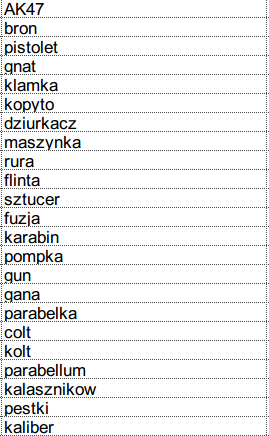 AK47
bron
pistolet
gnat
klamka
kopyto
dziurkacz
maszynka
rura
flinta
sztucer
fuzja
karabin
pompka
gun
gana
parabelka
colt
kolt
parabellum
kalasznikow
pestki
kaliber